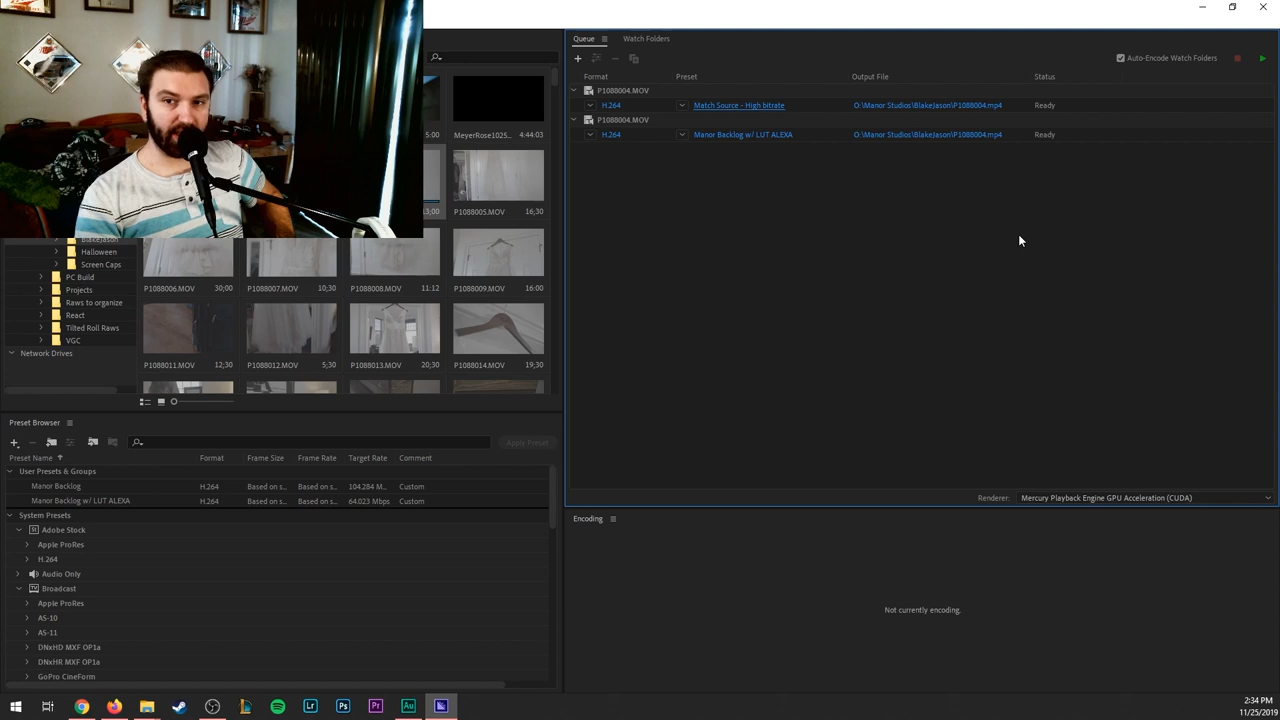 Queue
Watch Folders
Auto-Encode Watch Folders
Format Preset Output File Status
P1088004.MOV
H.264 Match Source - High bitrate O:\Manor Studios\BlakeJason\P1088004.mp4 Ready
P1088004.MOV
H.264 Manor Backlog w/ LUT ALEXA O:\Manor Studios\BlakeJason\P1088004.mp4 Ready
Renderer: Mercury Playback Engine GPU Acceleration (CUDA)
5:00 MeyerRose1025... 4:44:03
13;00 P1088005.MOV 16;30
P1088006.MOV 30;00 P1088007.MOV 10;30 P1088008.MOV 11:12 P1088009.MOV 16:00
P1088011.MOV 12;30 P1088012.MOV 5;30 P1088013.MOV 20;30 P1088014.MOV 19;30
BlakeJason
Halloween
Screen Caps
PC Build
Projects
Raws to organize
React
Tilted Roll Raws
VGC
Network Drives
Preset Browser
Apply Preset
Preset Name Format Frame Size Frame Rate Target Rate Comment
User Presets & Groups
Manor Backlog H.264 Based on s... Based on s... 104.284 M... Custom
Manor Backlog w/ LUT ALEXA H.264 Based on s... Based on s... 64.023 Mbps Custom
System Presets
Adobe Stock
Apple ProRes
H.264
Audio Only
Broadcast
Apple ProRes
AS-10
AS-11
DNxHD MXF OP1a
DNxHR MXF OP1a
GoPro CineForm
Encoding
Not currently encoding.
Lr Ps Pr Au
2:34 PM
11/25/2019